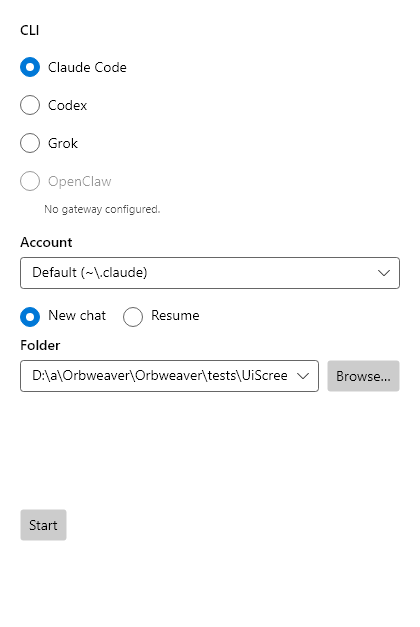 CLI
Claude Code
Codex
Grok
OpenClaw
No gateway configured.
Account
Default (~\.claude)
New chat Resume
Folder
D:\a\Orbweaver\Orbweaver\tests\UiScree Browse...
Start